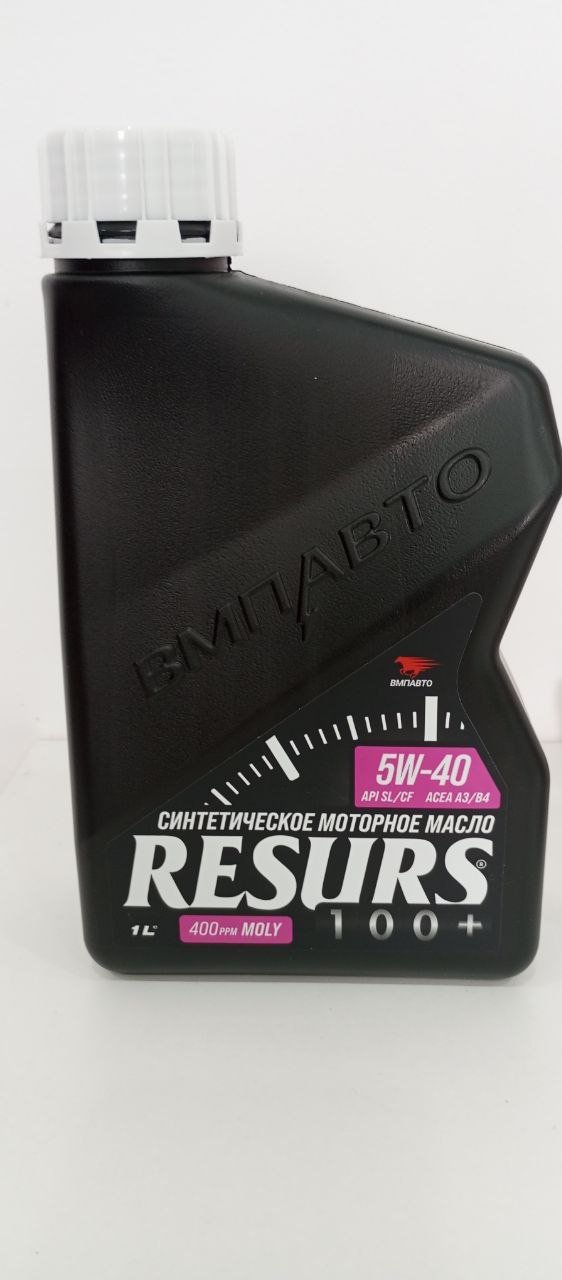 ВМПАВТО
ВМПАВТО
5W-40
API SL/CF ACEA A3/B4
СИНТЕТИЧЕСКОЕ МОТОРНОЕ МАСЛО
RESURS®
1L℮ 400 PPM MOLY 100+